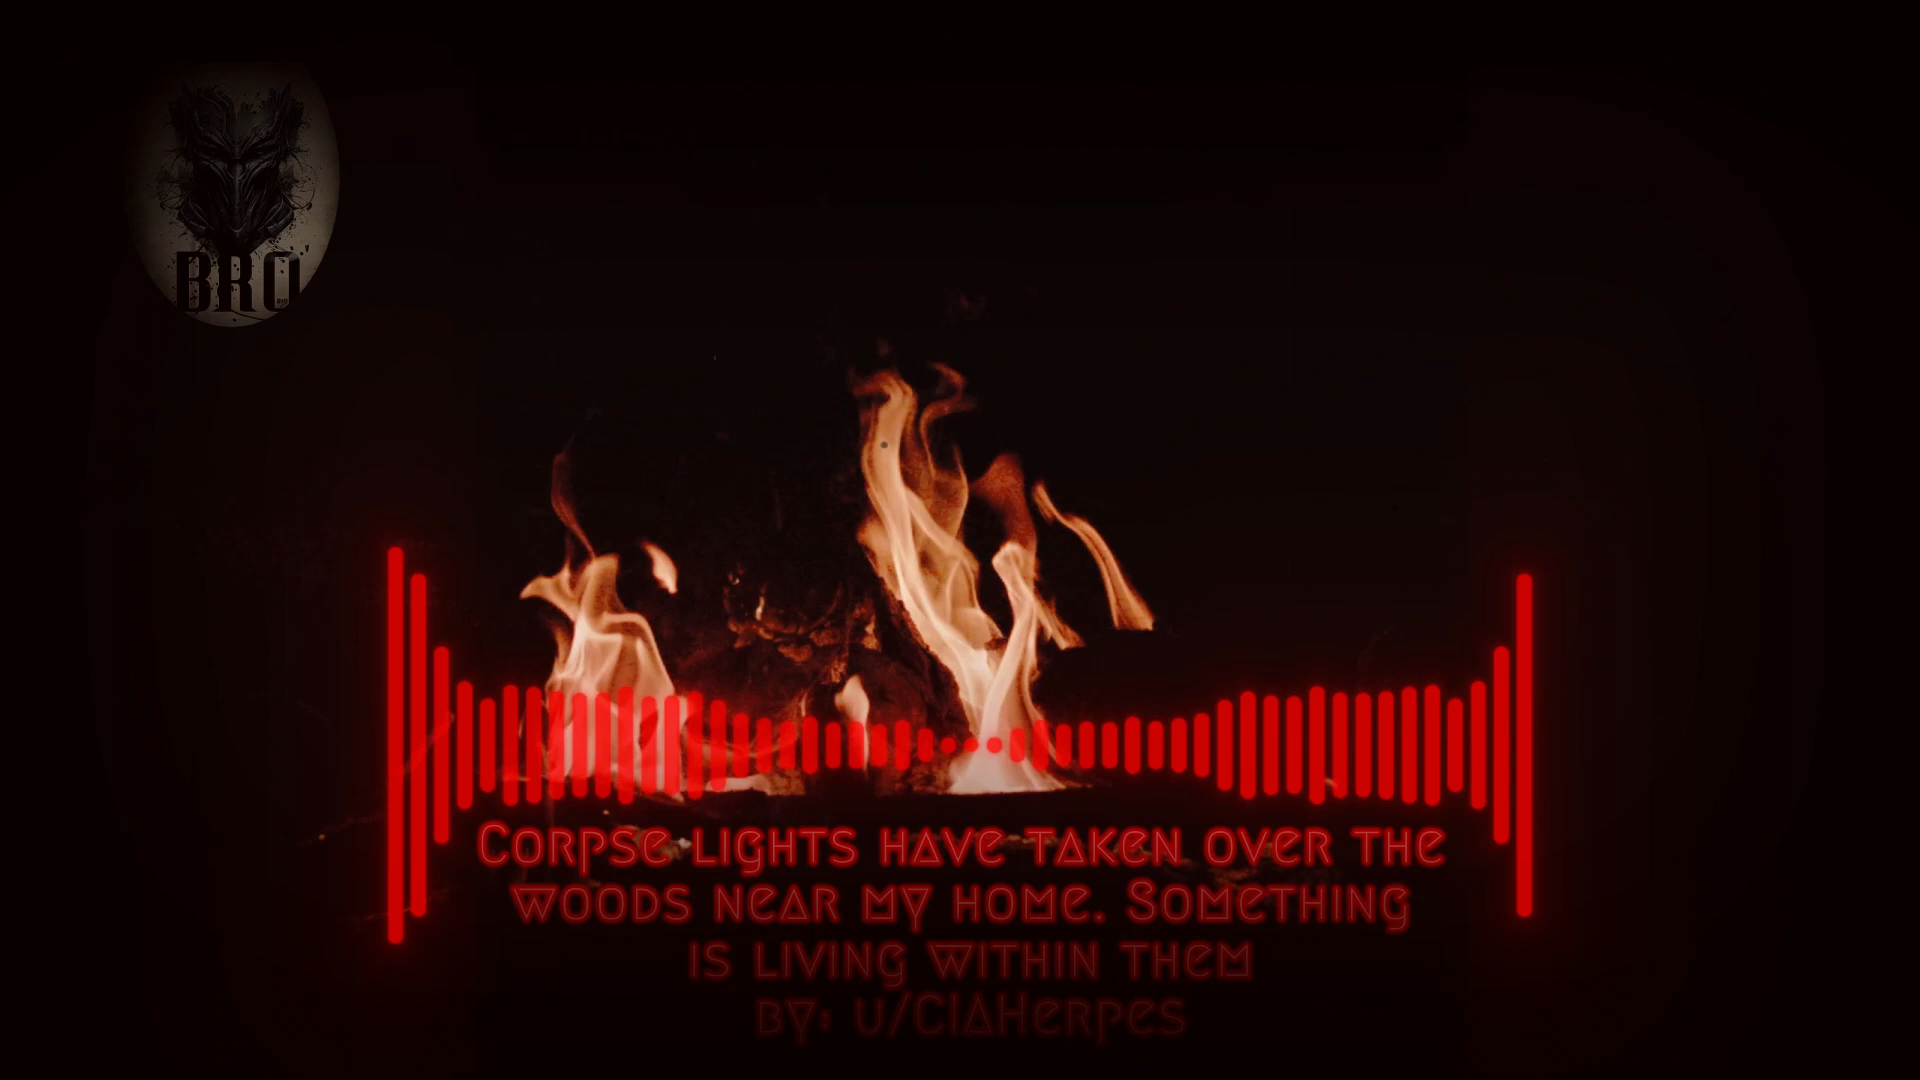 BRO
Corpse lights have taken over the
woods near my home. Something
is living within them
by: u/CIAHerpes